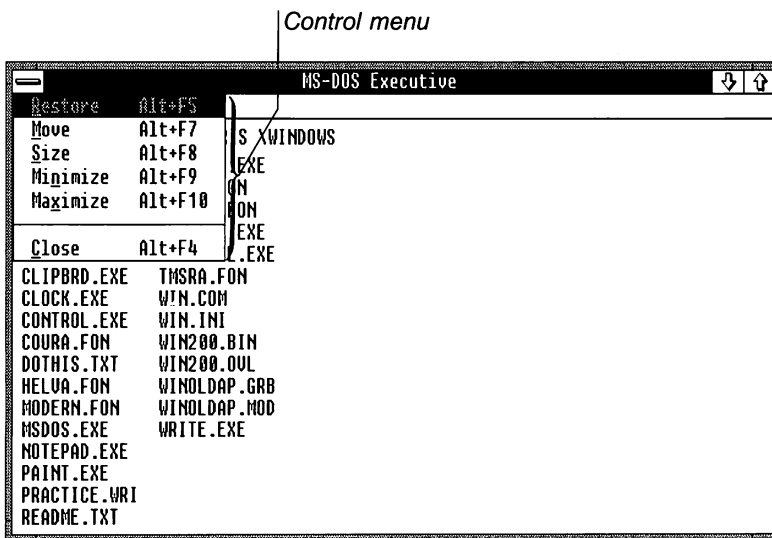 Control menu
MS-DOS Executive
Restore Alt+F5
Move Alt+F7 S \WINDOWS
Size Alt+F8 .EXE
Minimize Alt+F9 ON
Maximize Alt+F10 FON
.EXE
Close Alt+F4 .EXE
CLIPBRD.EXE TMSRA.FON
CLOCK.EXE WIN.COM
CONTROL.EXE WIN.INI
COURA.FON WIN200.BIN
DOTHIS.TXT WIN200.OVL
HELVA.FON WINOLDAP.GRB
MODERN.FON WINOLDAP.MOD
MSDOS.EXE WRITE.EXE
NOTEPAD.EXE
PAINT.EXE
PRACTICE.WRI
README.TXT